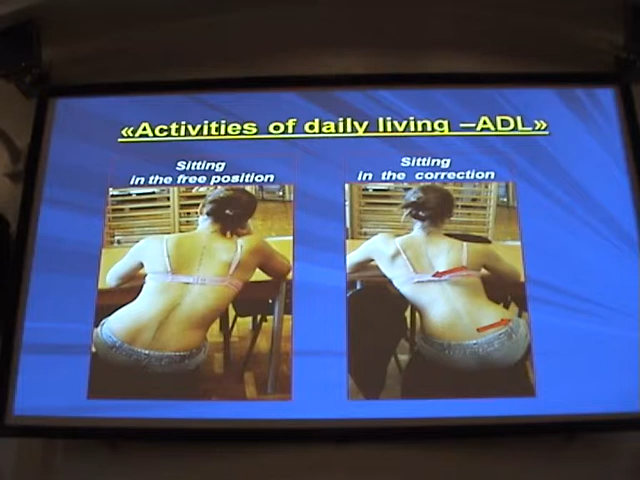 «Activities of daily living –ADL»
Sitting
in the free position
Sitting
in the correction